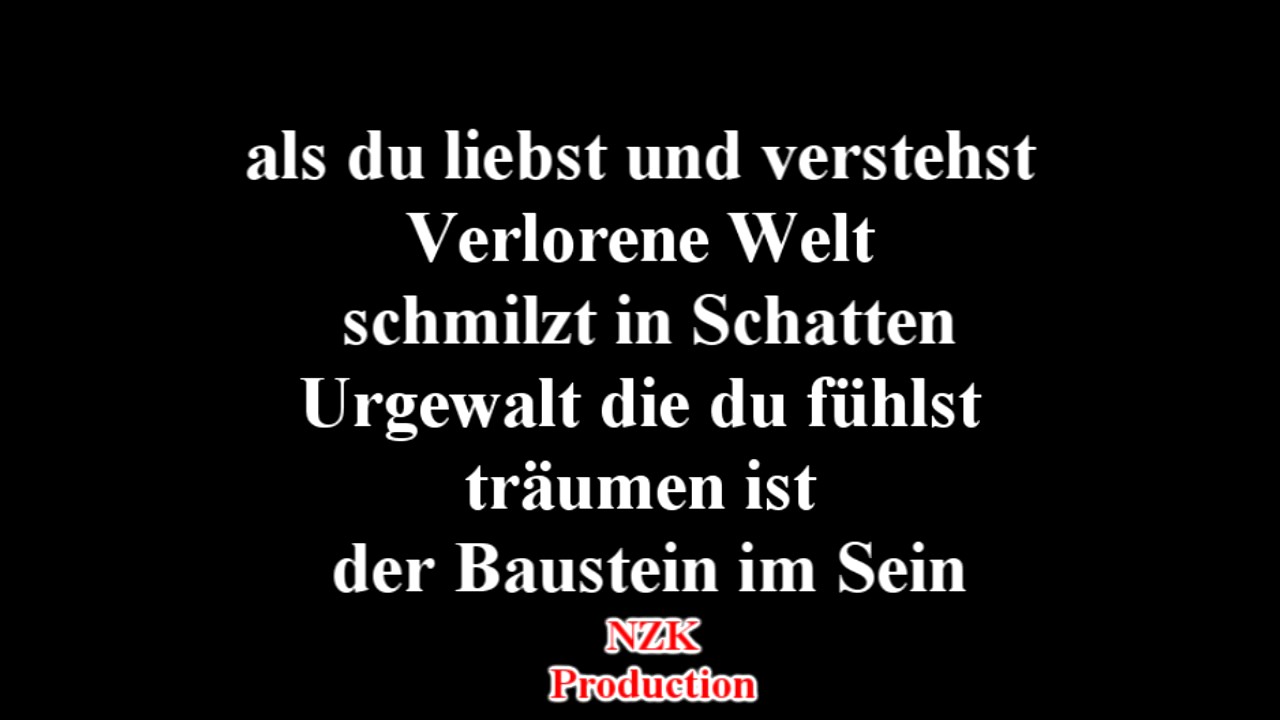 als du liebst und verstehst
Verlorene Welt
schmilzt in Schatten
Urgewalt die du fühlst
träumen ist
der Baustein im Sein
NZK
Production